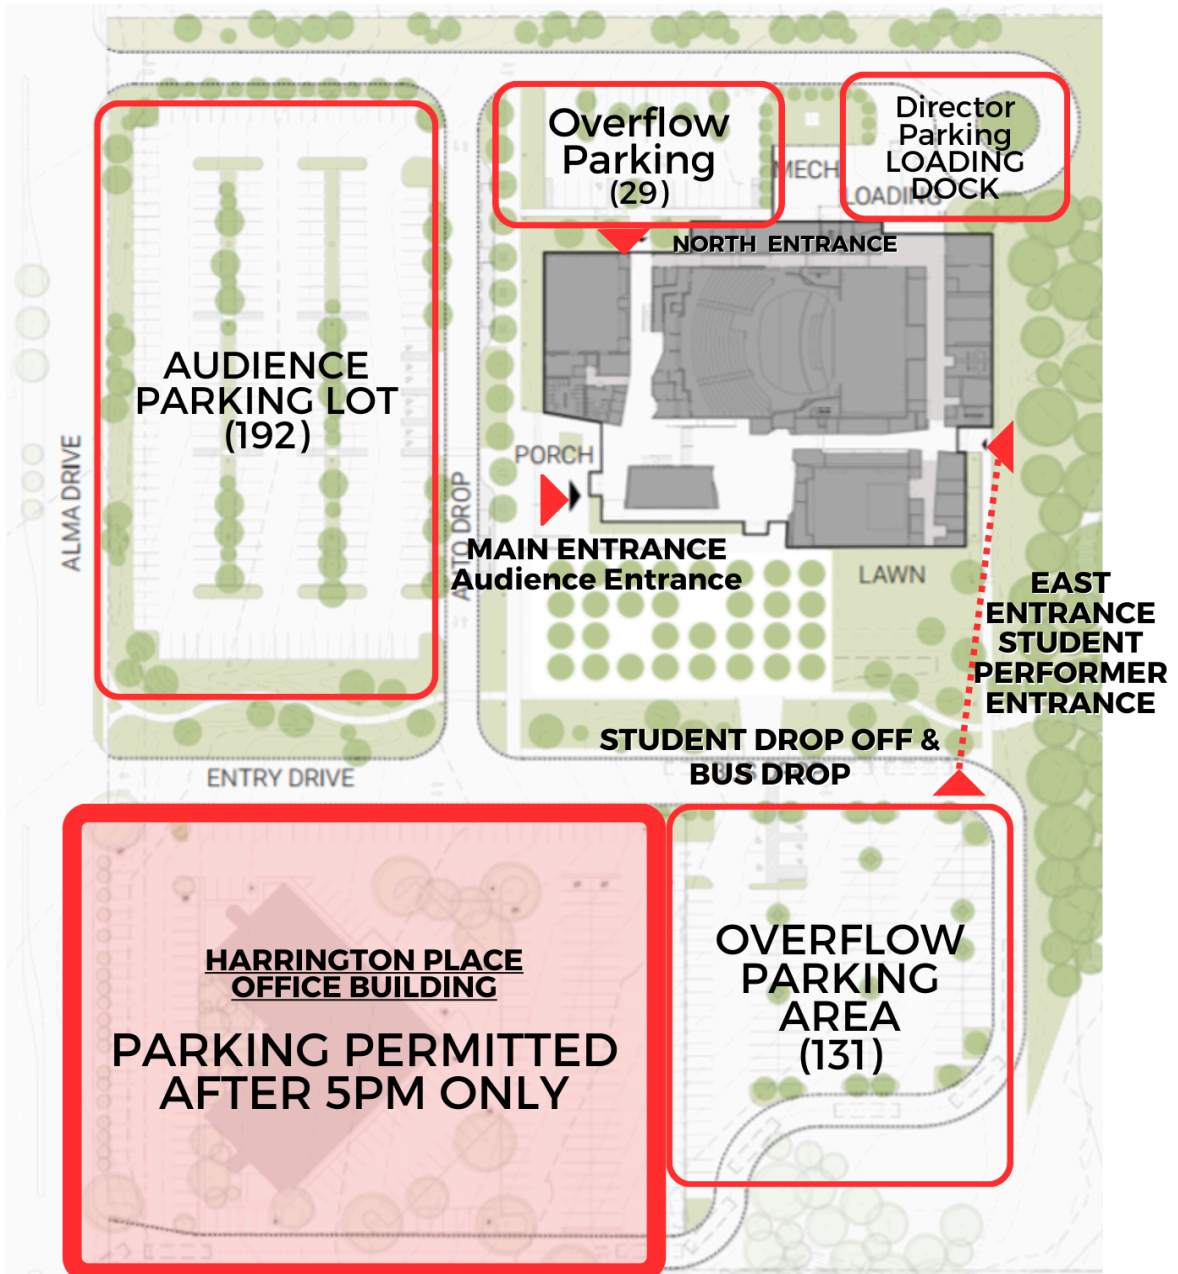 Overflow
Parking
(29)
Director
Parking
LOADING
DOCK
MECH
LOADING
NORTH ENTRANCE
AUDIENCE
PARKING LOT
(192)
ALMA DRIVE
AUTO DROP
PORCH
MAIN ENTRANCE
Audience Entrance
LAWN
EAST
ENTRANCE
STUDENT
PERFORMER
ENTRANCE
STUDENT DROP OFF &
BUS DROP
ENTRY DRIVE
HARRINGTON PLACE
OFFICE BUILDING
PARKING PERMITTED
AFTER 5PM ONLY
OVERFLOW
PARKING
AREA
(131)